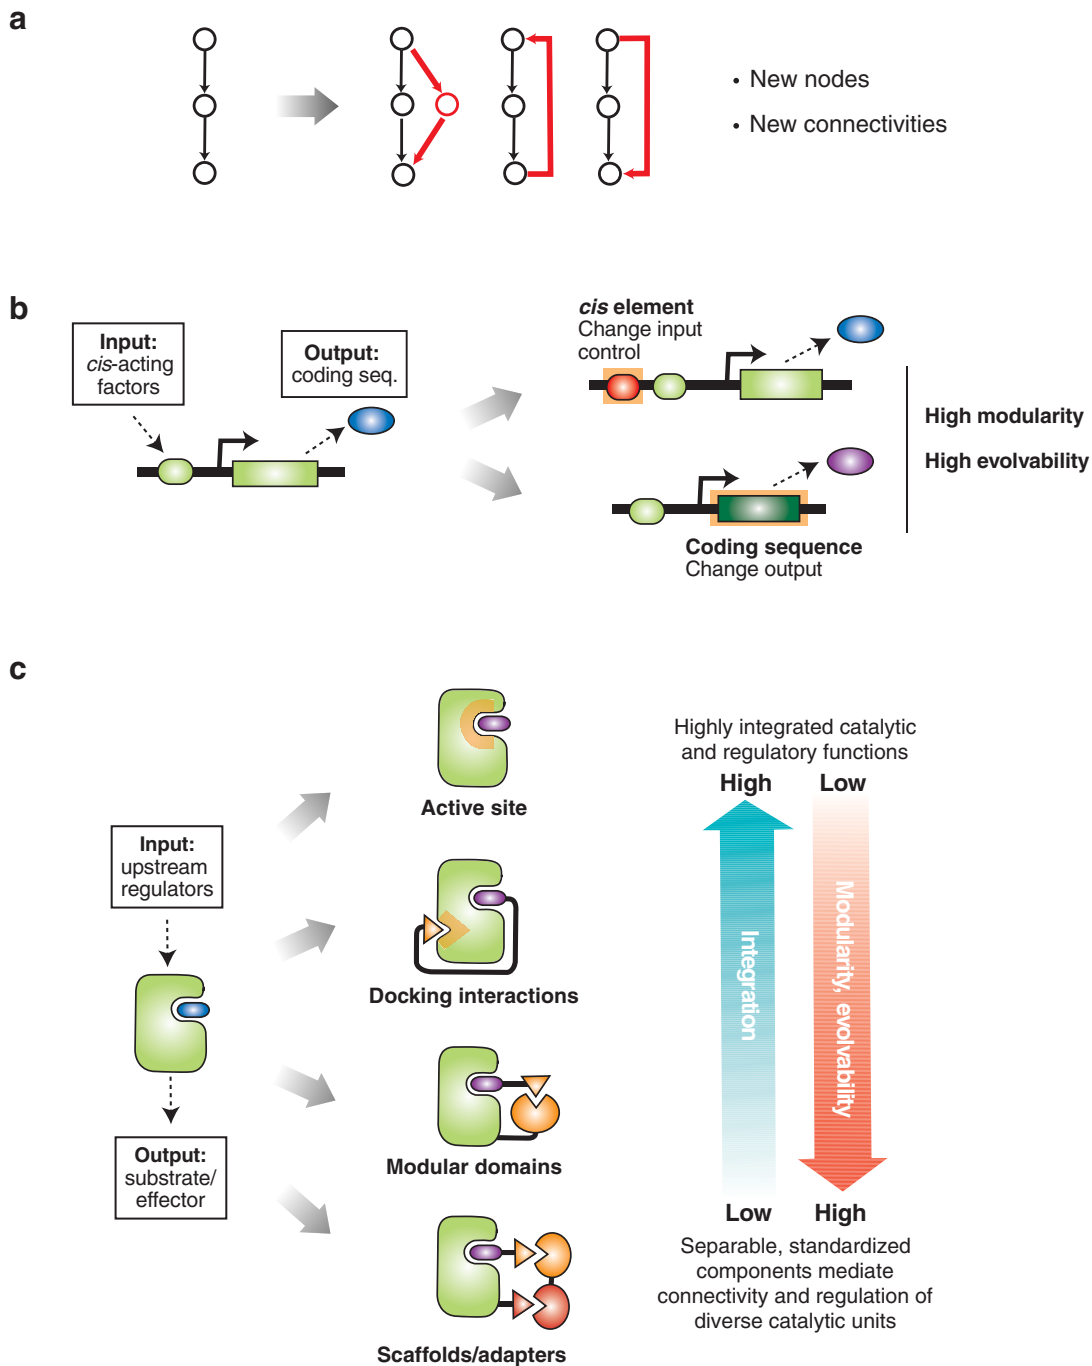 a
• New nodes
• New connectivities
b
Input:
cis-acting
factors
Output:
coding seq.
cis element
Change input
control
Coding sequence
Change output
High modularity
High evolvability
c
Input:
upstream
regulators
Output:
substrate/
effector
Active site
Docking interactions
Modular domains
Scaffolds/adapters
Highly integrated catalytic
and regulatory functions
High
Low
Integration
Modularity, evolvability
Low
High
Separable, standardized
components mediate
connectivity and regulation of
diverse catalytic units